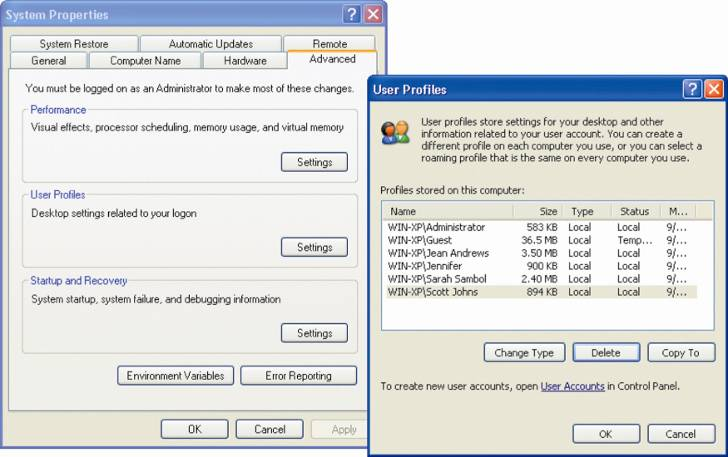 System Properties
System Restore Automatic Updates Remote
General Computer Name Hardware Advanced
You must be logged on as an Administrator to make most of these changes.
Performance
Visual effects, processor scheduling, memory usage, and virtual memory
Settings
User Profiles
Desktop settings related to your logon
Settings
Startup and Recovery
System startup, system failure, and debugging information
Settings
Environment Variables Error Reporting
OK Cancel Apply
User Profiles
User profiles store settings for your desktop and other
information related to your user account. You can create a
different profile on each computer you use, or you can select a
roaming profile that is the same on every computer you use.
Profiles stored on this computer:
Name Size Type Status M...
WIN-XP\Administrator 583 KB Local Local 9/...
WIN-XP\Guest 36.5 MB Local Temp... 9/...
WIN-XP\Jean Andrews 3.50 MB Local Local 9/...
WIN-XP\Jennifer 900 KB Local Local 9/...
WIN-XP\Sarah Sambol 2.40 MB Local Local 9/...
WIN-XP\Scott Johns 894 KB Local Local 9/...
Change Type Delete Copy To
To create new user accounts, open User Accounts in Control Panel.
OK Cancel